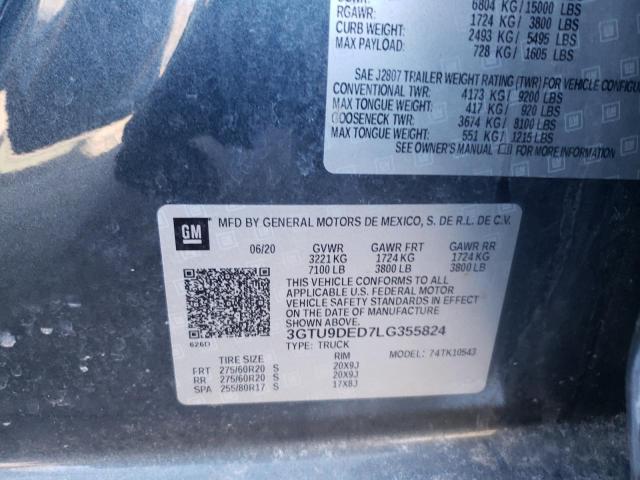 6804 KG/15000 LBS
RGAWR: 1724 KG / 3800 LBS
CURB WEIGHT: 2493 KG / 5495 LBS
MAX PAYLOAD: 728 KG / 1605 LBS
SAE J2807 TRAILER WEIGHT RATING (TWR) FOR VEHICLE
CONVENTIONAL TWR: 4173 KG / 9200 LBS
MAX TONGUE WEIGHT: 417 KG / 920 LBS
GOOSENECK TWR: 3674 KG / 8100 LBS
MAX TONGUE WEIGHT: 551 KG / 1215 LBS
SEE OWNER'S MANUAL FOR
GM MFD BY GENERAL MOTORS DE MEXICO, S. DE R.L. DE C.V.
06/20 GVWR GAWR FRT GAWR RR
3221 KG 1724 KG 1724 KG
7100 LB 3800 LB 3800 LB
THIS VEHICLE CONFORMS TO ALL
APPLICABLE U.S. FEDERAL MOTOR
VEHICLE SAFETY STANDARDS IN EFFECT
ON THE DATE OF MANUFACTURE
SHOWN ABOVE.
3GTU9DED7LG355824
626D TYPE: TRUCK MODEL: 74TK10543
TIRE SIZE RIM
FRT 275/60R20 S 20X9J
RR 275/60R20 S 20X9J
SPA 255/80R17 S 17X8J